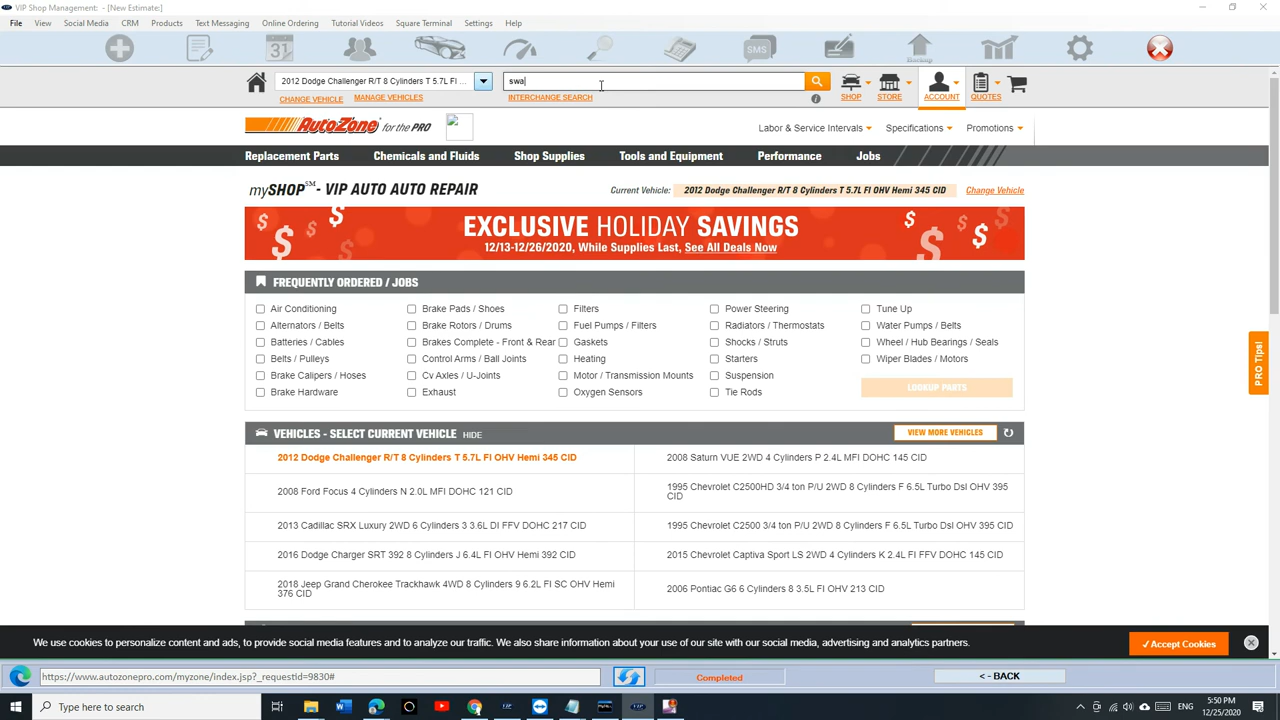 VIP Shop Management: - [New Estimate:]
File View Social Media CRM Products Text Messaging Online Ordering Tutorial Videos Square Terminal Settings Help
31 SMS Backup
2012 Dodge Challenger R/T 8 Cylinders T 5.7L FI ... swa
CHANGE VEHICLE MANAGE VEHICLES INTERCHANGE SEARCH SHOP STORE ACCOUNT QUOTES
AutoZone for the PRO Labor & Service Intervals Specifications Promotions
Replacement Parts Chemicals and Fluids Shop Supplies Tools and Equipment Performance Jobs
mySHOP℠- VIP AUTO AUTO REPAIR Current Vehicle: 2012 Dodge Challenger R/T 8 Cylinders T 5.7L FI OHV Hemi 345 CID Change Vehicle
EXCLUSIVE HOLIDAY SAVINGS
12/13-12/26/2020, While Supplies Last, See All Deals Now
FREQUENTLY ORDERED / JOBS
Air Conditioning Brake Pads / Shoes Filters Power Steering Tune Up
Alternators / Belts Brake Rotors / Drums Fuel Pumps / Filters Radiators / Thermostats Water Pumps / Belts
Batteries / Cables Brakes Complete - Front & Rear Gaskets Shocks / Struts Wheel / Hub Bearings / Seals
Belts / Pulleys Control Arms / Ball Joints Heating Starters Wiper Blades / Motors
Brake Calipers / Hoses Cv Axles / U-Joints Motor / Transmission Mounts Suspension
Brake Hardware Exhaust Oxygen Sensors Tie Rods
LOOKUP PARTS
PRO Tips!
VEHICLES - SELECT CURRENT VEHICLE HIDE VIEW MORE VEHICLES
2012 Dodge Challenger R/T 8 Cylinders T 5.7L FI OHV Hemi 345 CID
2008 Saturn VUE 2WD 4 Cylinders P 2.4L MFI DOHC 145 CID
2008 Ford Focus 4 Cylinders N 2.0L MFI DOHC 121 CID
1995 Chevrolet C2500HD 3/4 ton P/U 2WD 8 Cylinders F 6.5L Turbo Dsl OHV 395
CID
2013 Cadillac SRX Luxury 2WD 6 Cylinders 3 3.6L DI FFV DOHC 217 CID
1995 Chevrolet C2500 3/4 ton P/U 2WD 8 Cylinders F 6.5L Turbo Dsl OHV 395 CID
2016 Dodge Charger SRT 392 8 Cylinders J 6.4L FI OHV Hemi 392 CID
2015 Chevrolet Captiva Sport LS 2WD 4 Cylinders K 2.4L FI FFV DOHC 145 CID
2018 Jeep Grand Cherokee Trackhawk 4WD 8 Cylinders 9 6.2L FI SC OHV Hemi
376 CID
2006 Pontiac G6 6 Cylinders 8 3.5L FI OHV 213 CID
We use cookies to personalize content and ads, to provide social media features and to analyze our traffic. We also share information about your use of our site with our social media, advertising and analytics partners. ✓Accept Cookies
https://www.autozonepro.com/myzone/index.jsp?_requestid=9830# Completed < - BACK
Type here to search VIP VIP ENG 5:50 PM
12/25/2020